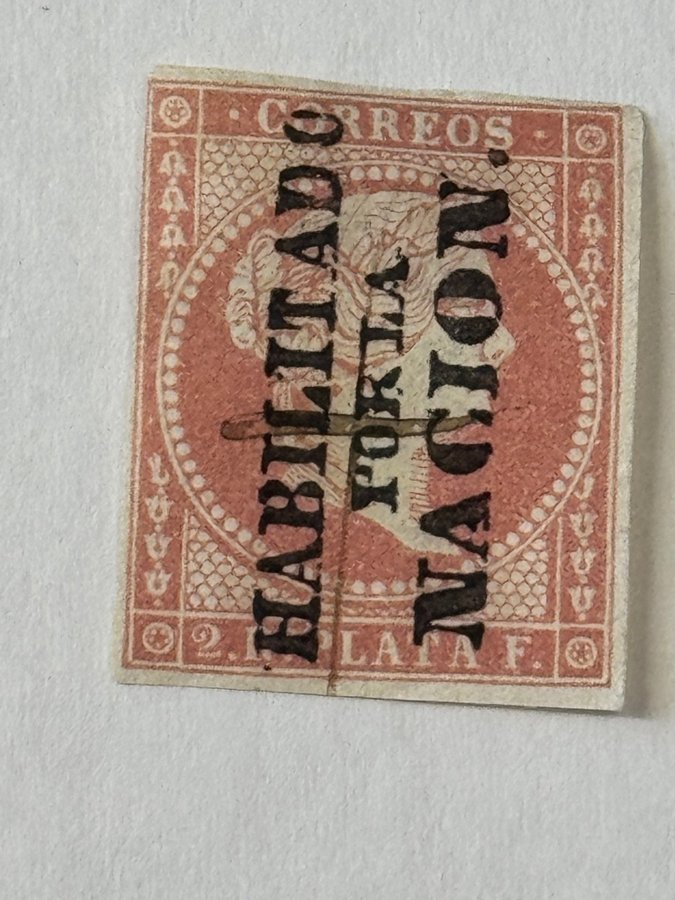 · CORREOS ·
HABILITADO
POR LA
NACION.
2. R. PLATA F.